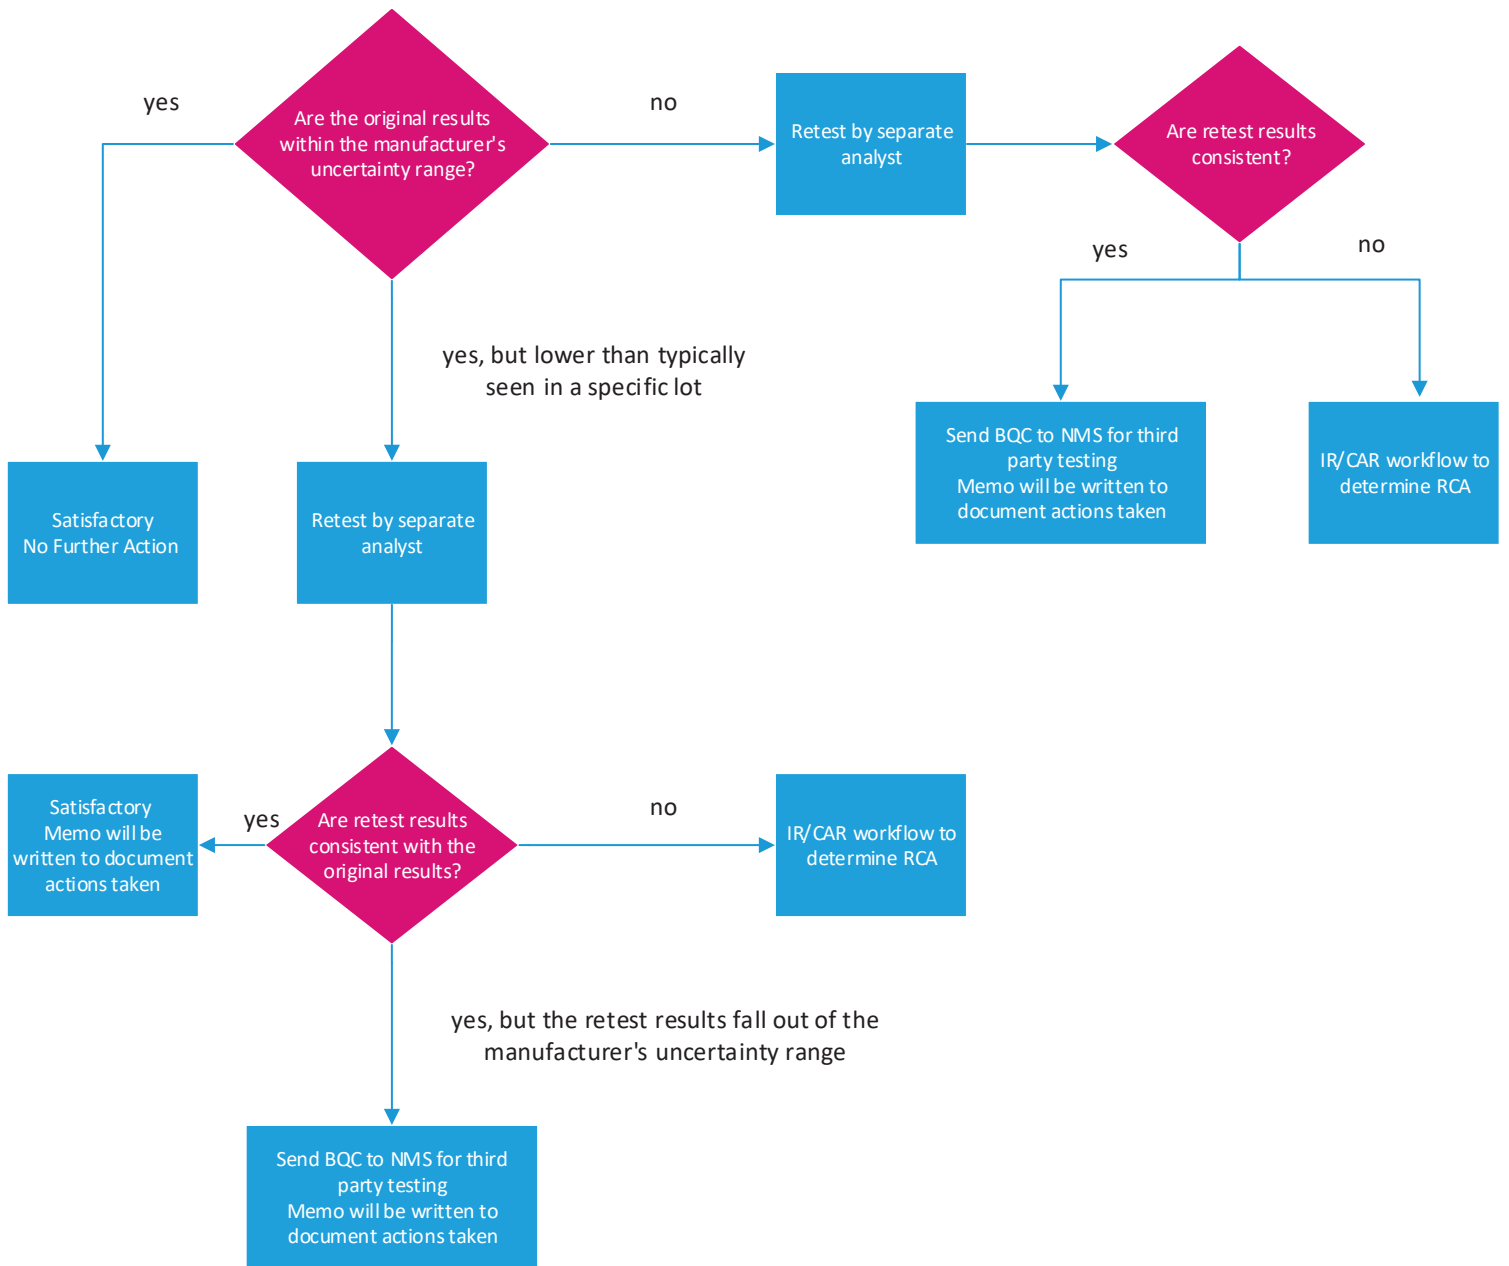 yes
Are the original results
within the manufacturer's
uncertainty range?
no
Retest by separate
analyst
Are retest results
consistent?
yes
no
yes, but lower than typically
seen in a specific lot
Send BQC to NMS for third
party testing
Memo will be written to
document actions taken
IR/CAR workflow to
determine RCA
Satisfactory
No Further Action
Retest by separate
analyst
Satisfactory
Memo will be
written to document
actions taken
yes
Are retest results
consistent with the
original results?
no
IR/CAR workflow to
determine RCA
yes, but the retest results fall out of the
manufacturer's uncertainty range
Send BQC to NMS for third
party testing
Memo will be written to
document actions taken